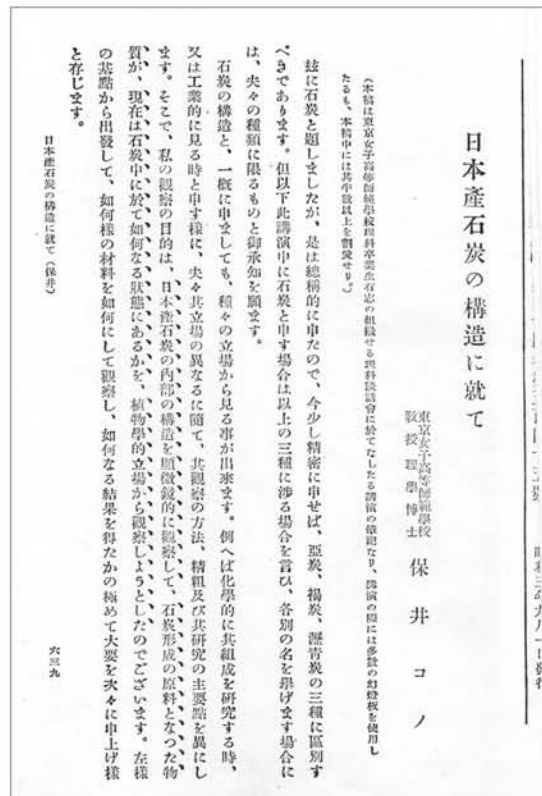 昭和三年九月一日發行
日本產石炭の構造に就て
東京女子高等師範學校
教授理學博士
保井コノ
(本稿は東京女子高等師範學校理科卒業生有志の組織せる理科談話會に於てなしたる講演の筆記なり、講演の際には多數の幻燈板を使用し
たるも、本稿中には其半數以上を割愛せり。)
玆に石炭と題しましたが、是は總稱的に申たので、今少し精密に申せば、亞炭、褐炭、瀝青炭の三種に區別す
べきであります。但以下此講演中に石炭と申す場合は以上の三種に渉る場合を言ひ、各別の名を擧げます場合に
は、夫々の種類に限るものと御承知を願ます。
石炭の構造と、一概に申ましても、種々の立場から見る事が出來ます。例へば化學的に其組成を研究する時、
又は工業的に見る時と申す樣に、夫々其立場の異なるに隨て、其觀察の方法、精粗及び其研究の主要點を異にし
ます。そこで、私の觀察の目的は、日本產石炭の內部の構造を顯微鏡的に觀察して、石炭形成の原料となつた物
質が、現在は石炭中に於て如何なる狀態にあるかを、植物學的立場から觀察しようとしたのでございます。左樣
の基點から出發して、如何樣の材料を如何にして觀察し、如何なる結果を得たかの極めて大要を次々に申上げ樣
と存じます。
日本產石炭の構造に就て(保井)
六三九